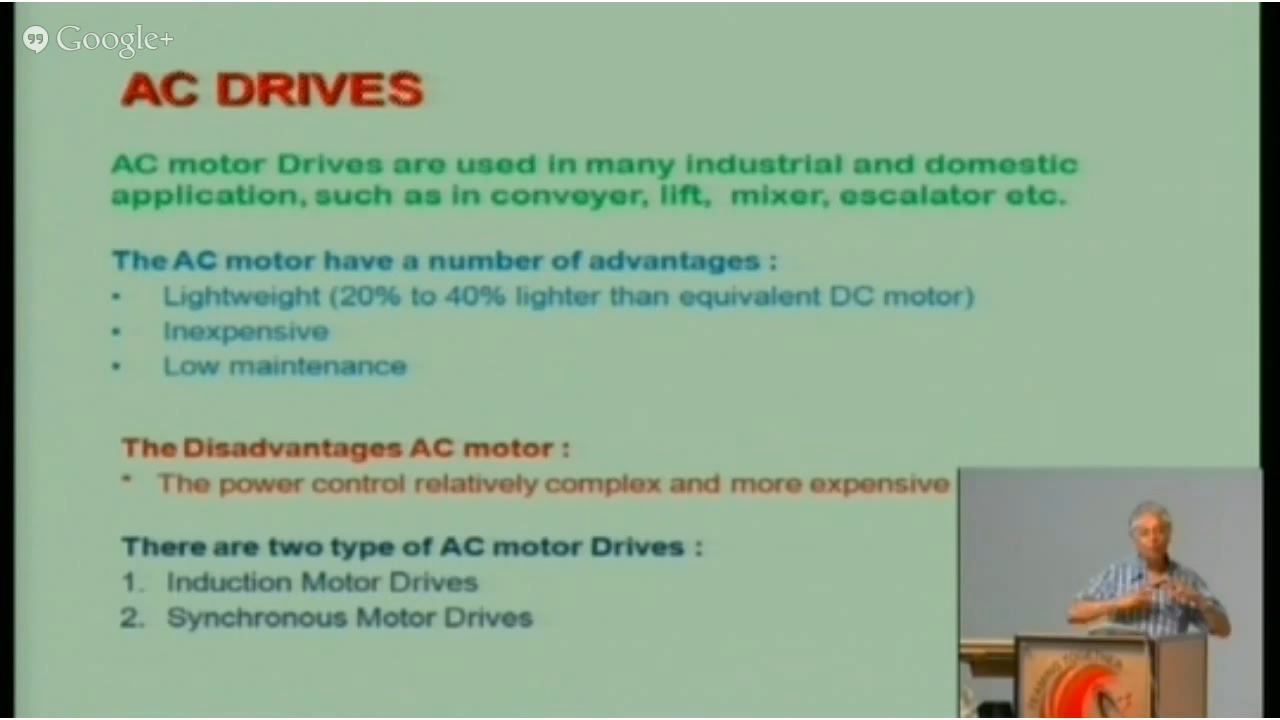 Google+
AC DRIVES
AC motor Drives are used in many industrial and domestic
application, such as in conveyer, lift, mixer, escalator etc.
The AC motor have a number of advantages :
• Lightweight (20% to 40% lighter than equivalent DC motor)
• Inexpensive
• Low maintenance
The Disadvantages AC motor :
• The power control relatively complex and more expensive
There are two type of AC motor Drives :
1. Induction Motor Drives
2. Synchronous Motor Drives
LEARNING TOGETHER